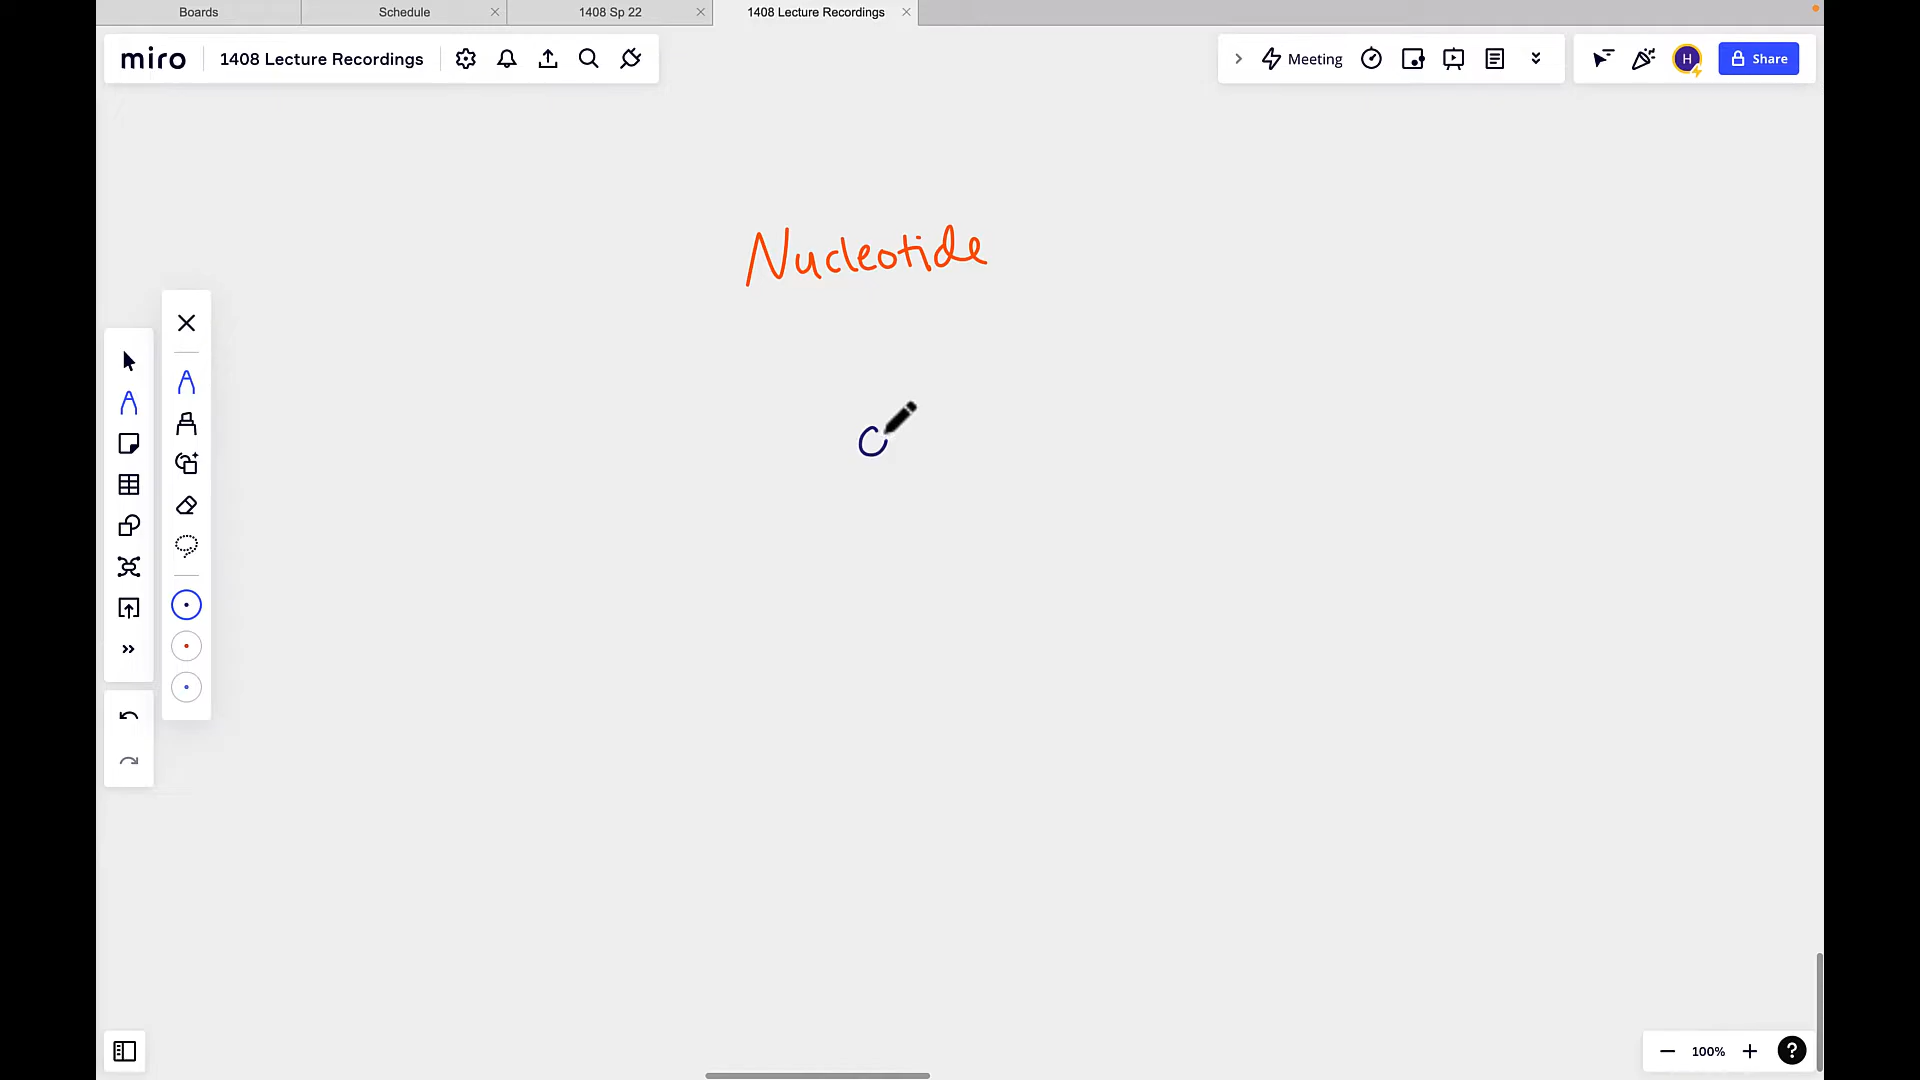 Boards Schedule 1408 Sp 22 1408 Lecture Recordings
miro 1408 Lecture Recordings Meeting H Share
Nucleotide
O
100% ?